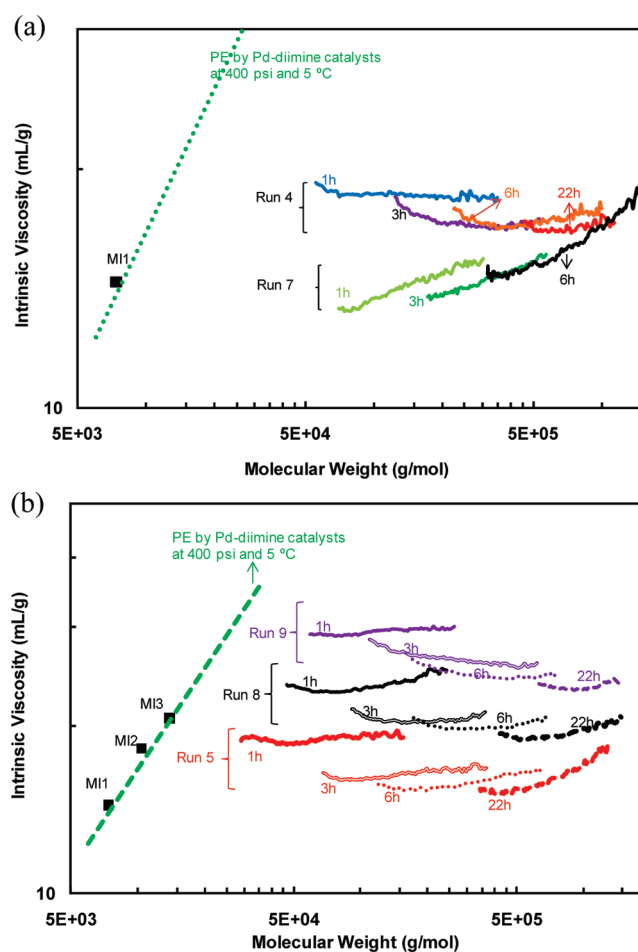 (a)
PE by Pd-diimine catalysts
at 400 psi and 5 ºC
Intrinsic Viscosity (mL/g)
MI1
Run 4
1h
3h
6h
22h
Run 7
1h
3h
6h
10
5E+03
5E+04
5E+05
Molecular Weight (g/mol)
(b)
PE by Pd-diimine catalysts
at 400 psi and 5 ºC
Intrinsic Viscosity (mL/g)
Run 9
1h
3h
6h
22h
Run 8
1h
3h
6h
22h
Run 5
1h
3h
6h
22h
MI3
MI2
MI1
10
5E+03
5E+04
5E+05
Molecular Weight (g/mol)